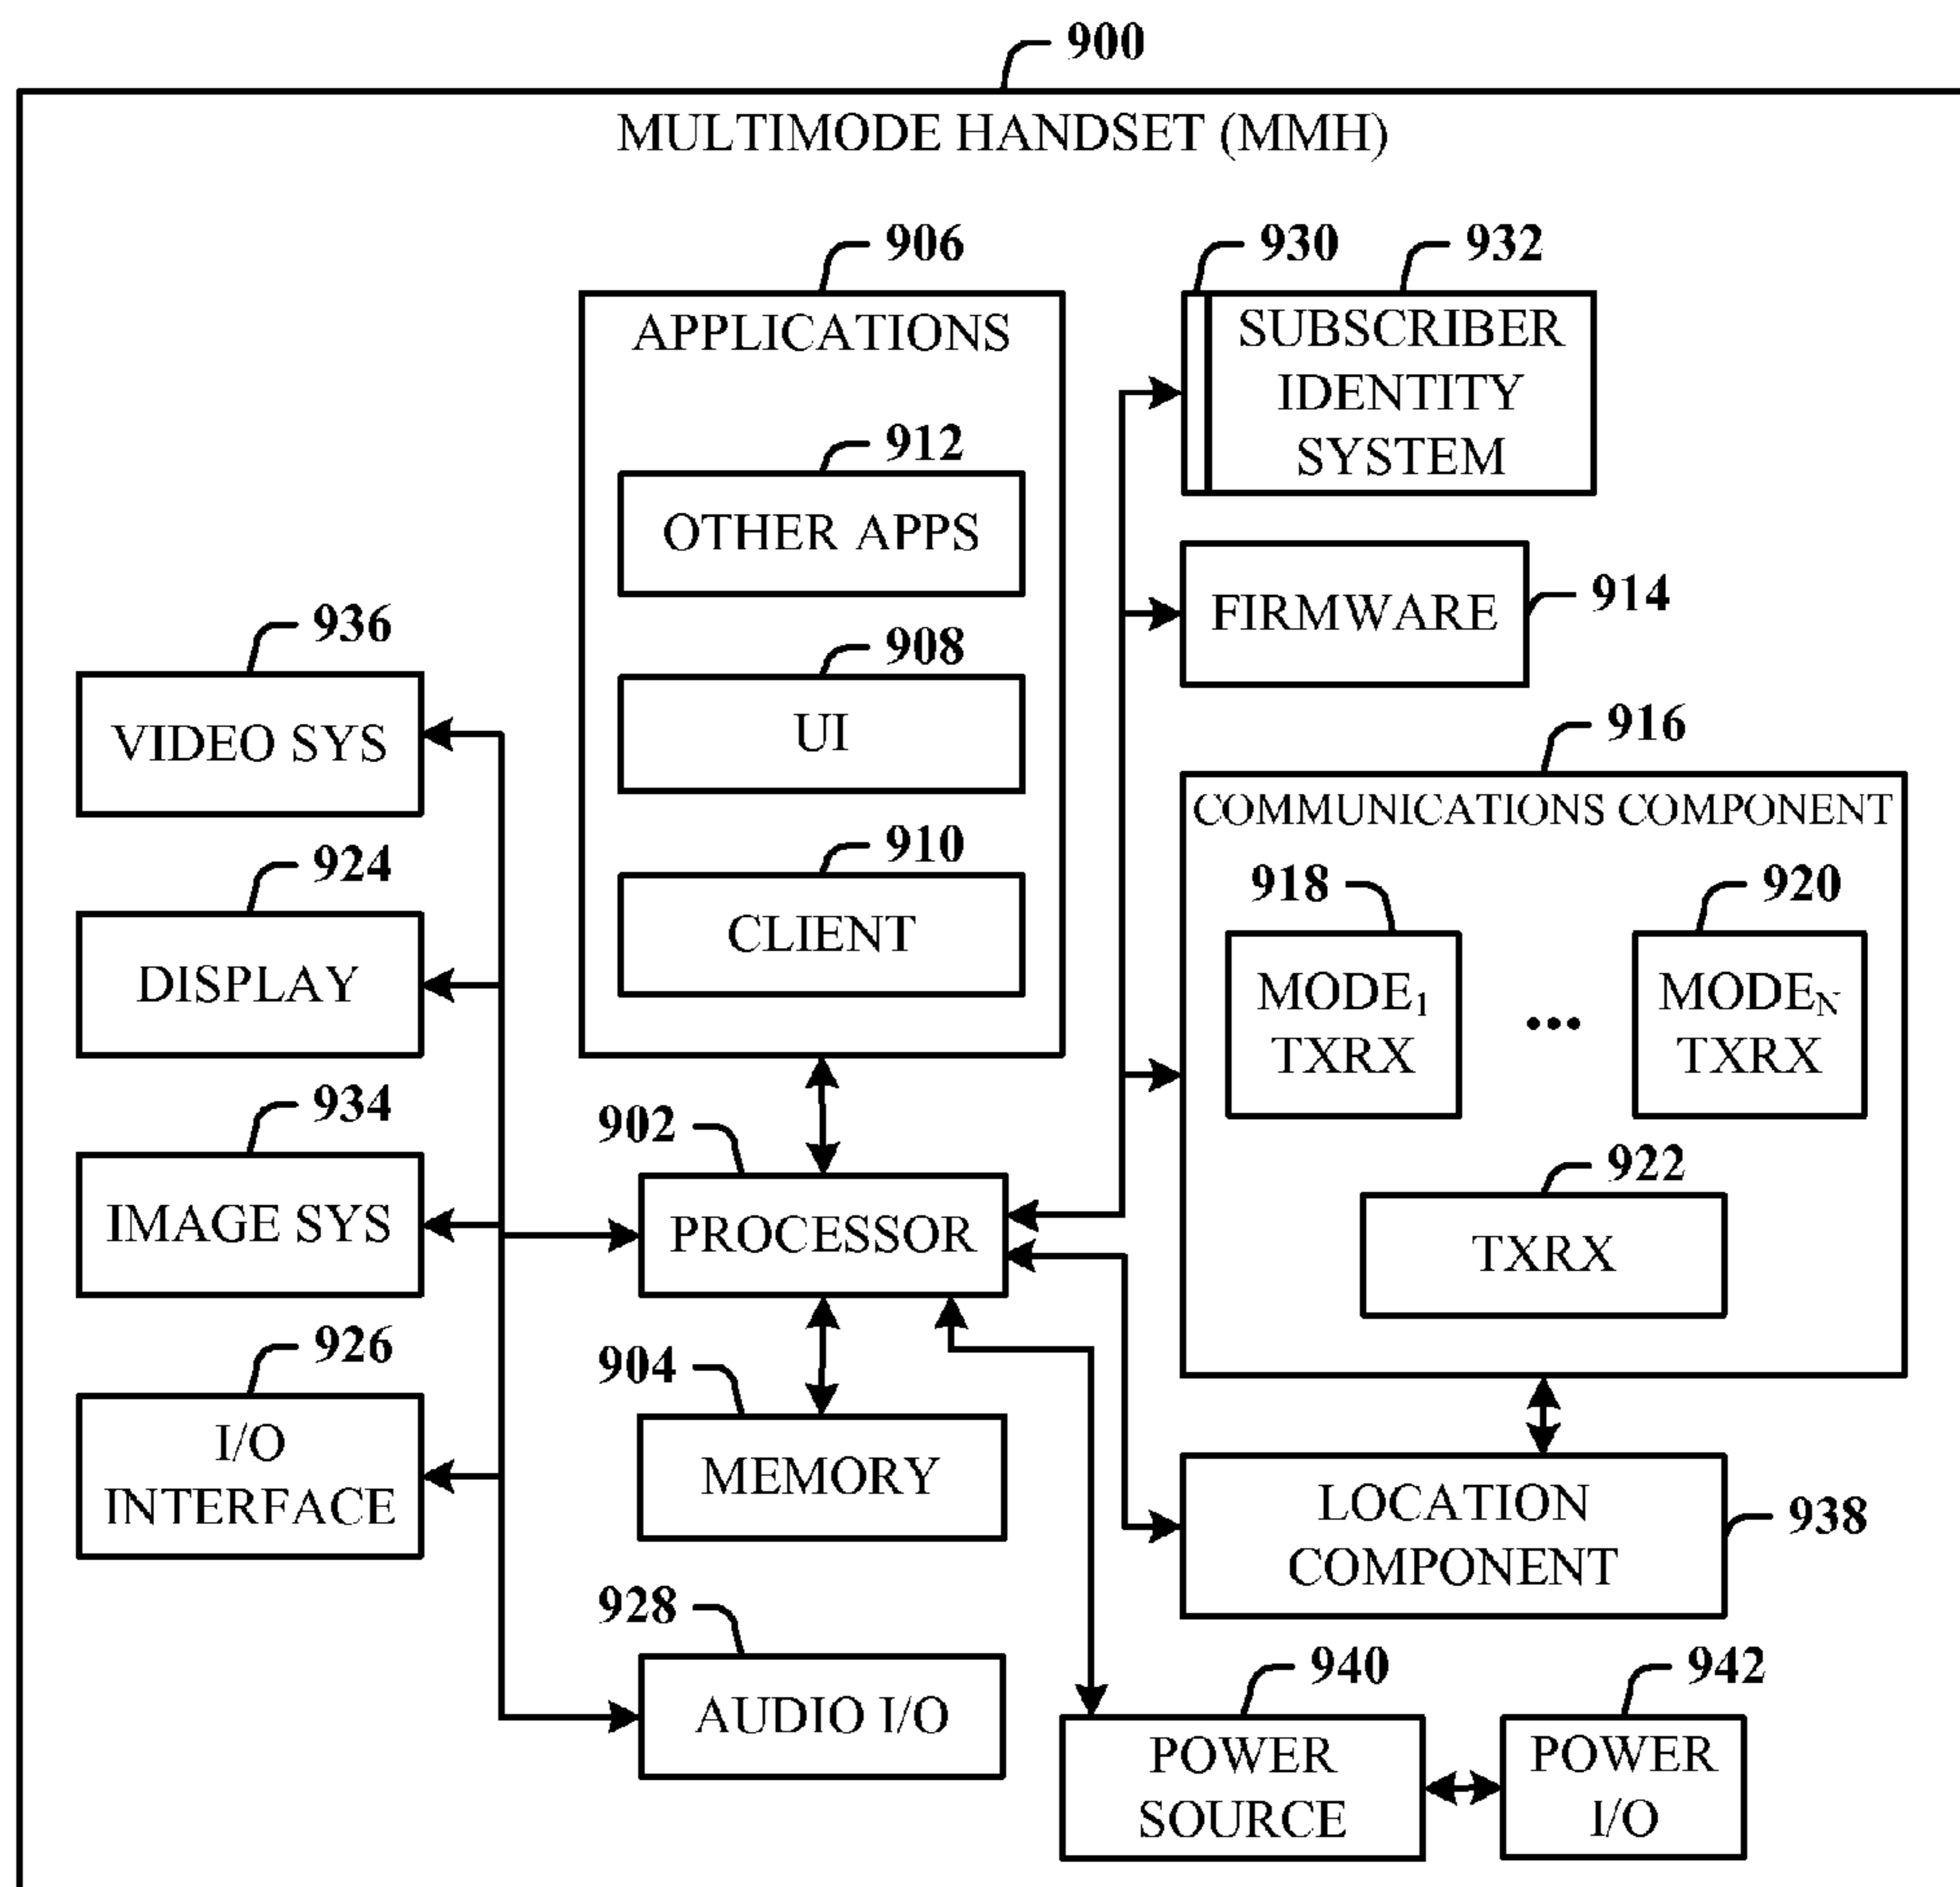 900
MULTIMODE HANDSET (MMH)
906
APPLICATIONS
912
OTHER APPS
908
UI
910
CLIENT
930
932
SUBSCRIBER
IDENTITY
SYSTEM
FIRMWARE
914
936
VIDEO SYS
924
DISPLAY
934
IMAGE SYS
926
I/O
INTERFACE
916
COMMUNICATIONS COMPONENT
918
MODE1
TXRX
...
920
MODEN
TXRX
922
TXRX
902
PROCESSOR
904
MEMORY
928
AUDIO I/O
LOCATION
COMPONENT
938
940
POWER
SOURCE
942
POWER
I/O